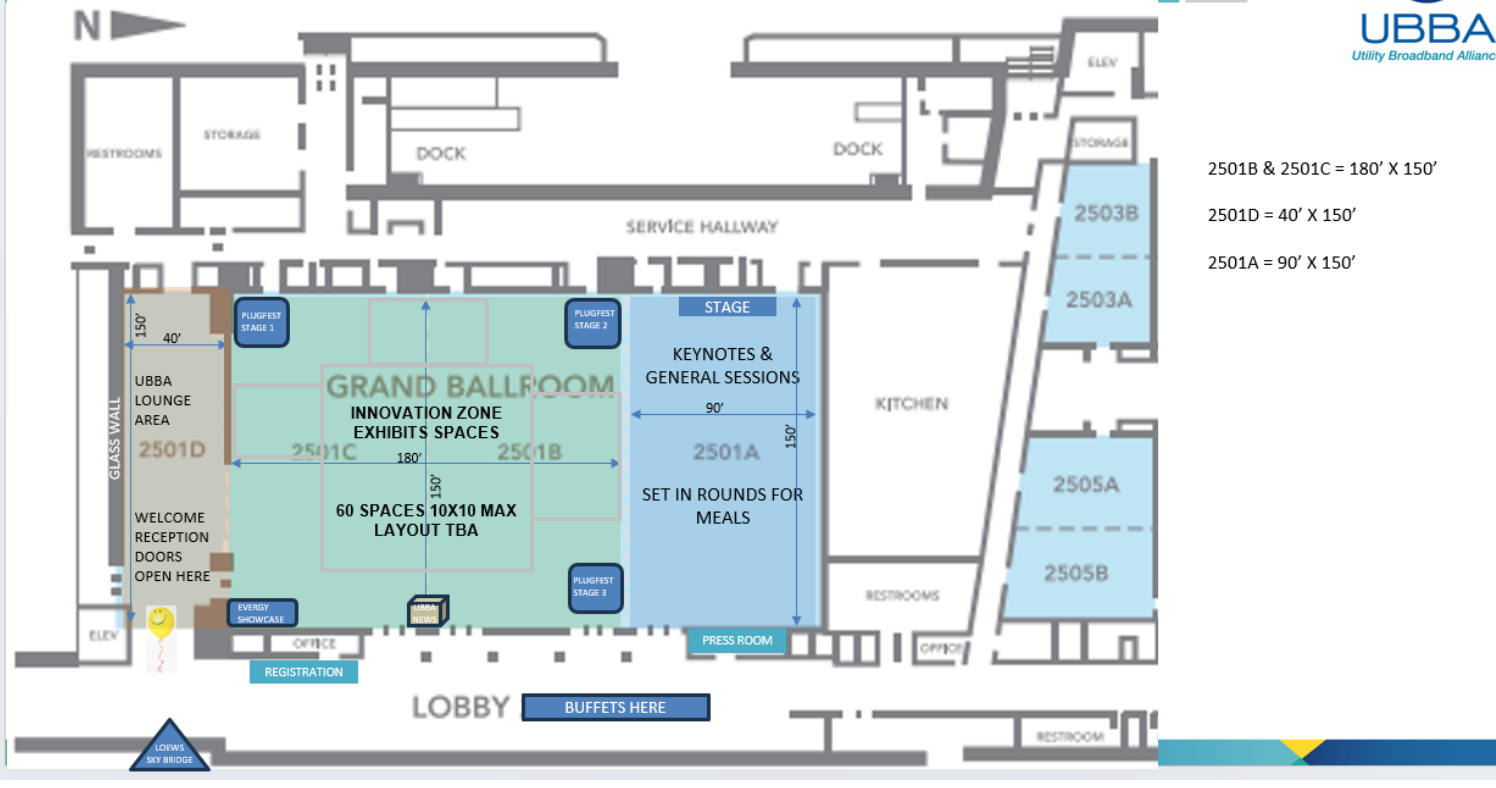 N
UBBA
Utility Broadband Alliance
ELEV
STORAGE
RESTROOMS
STORAGE
DOCK
DOCK
2501B & 2501C = 180’ X 150’
2501D = 40’ X 150’
2501A = 90’ X 150’
SERVICE HALLWAY
2503B
2503A
PLUGFEST
STAGE 1
PLUGFEST
STAGE 2
STAGE
150’
40’
KEYNOTES &
GENERAL SESSIONS
UBBA
LOUNGE
AREA
GRAND BALLROOM
INNOVATION ZONE
EXHIBITS SPACES
90’
KITCHEN
GLASS WALL
2501D
2501C
180’
2501B
2501A
150’
150’
2505A
SET IN ROUNDS FOR
MEALS
60 SPACES 10X10 MAX
LAYOUT TBA
WELCOME
RECEPTION
DOORS
OPEN HERE
PLUGFEST
STAGE 3
2505B
RESTROOMS
EVERGY
SHOWCASE
UBBA
NEWS
ELEV
OFFICE
PRESS ROOM
OFFICE
REGISTRATION
LOBBY
BUFFETS HERE
RESTROOM
LOEWS
SKY BRIDGE